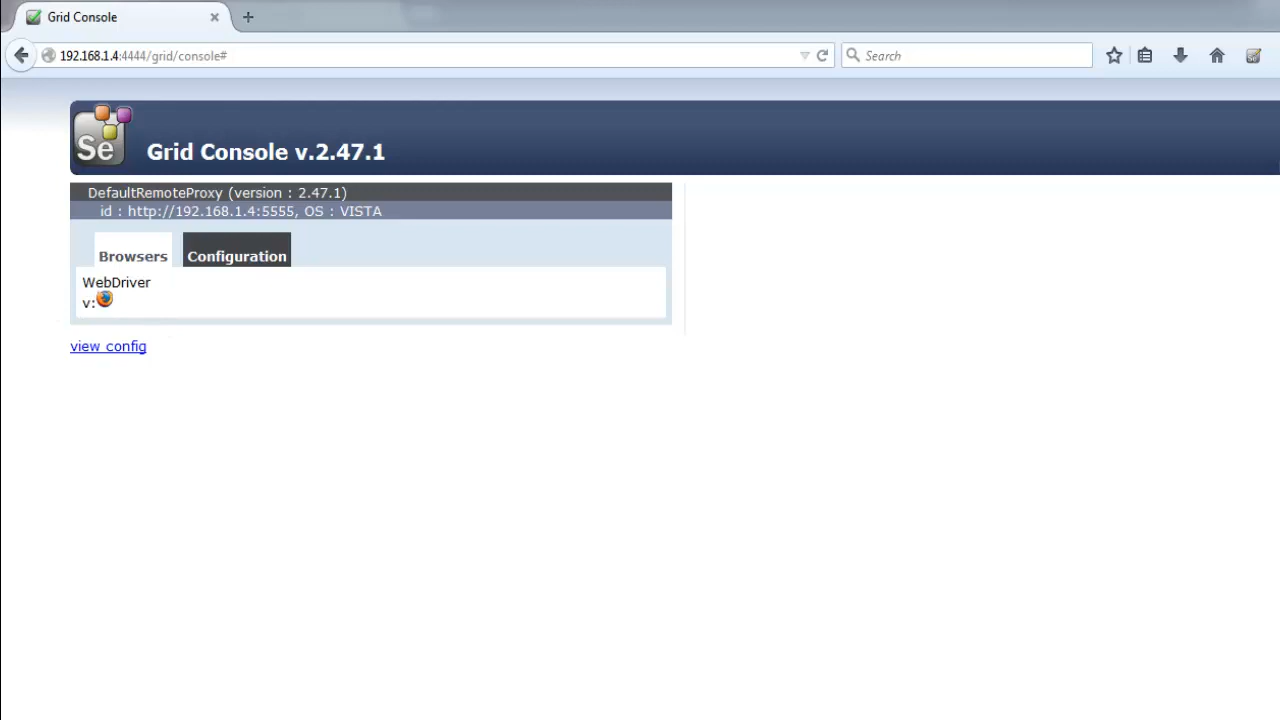 Grid Console
192.168.1.4:4444/grid/console#
Search
Se
Grid Console v.2.47.1
DefaultRemoteProxy (version : 2.47.1)
id : http://192.168.1.4:5555, OS : VISTA
Browsers Configuration
WebDriver
v:
view config